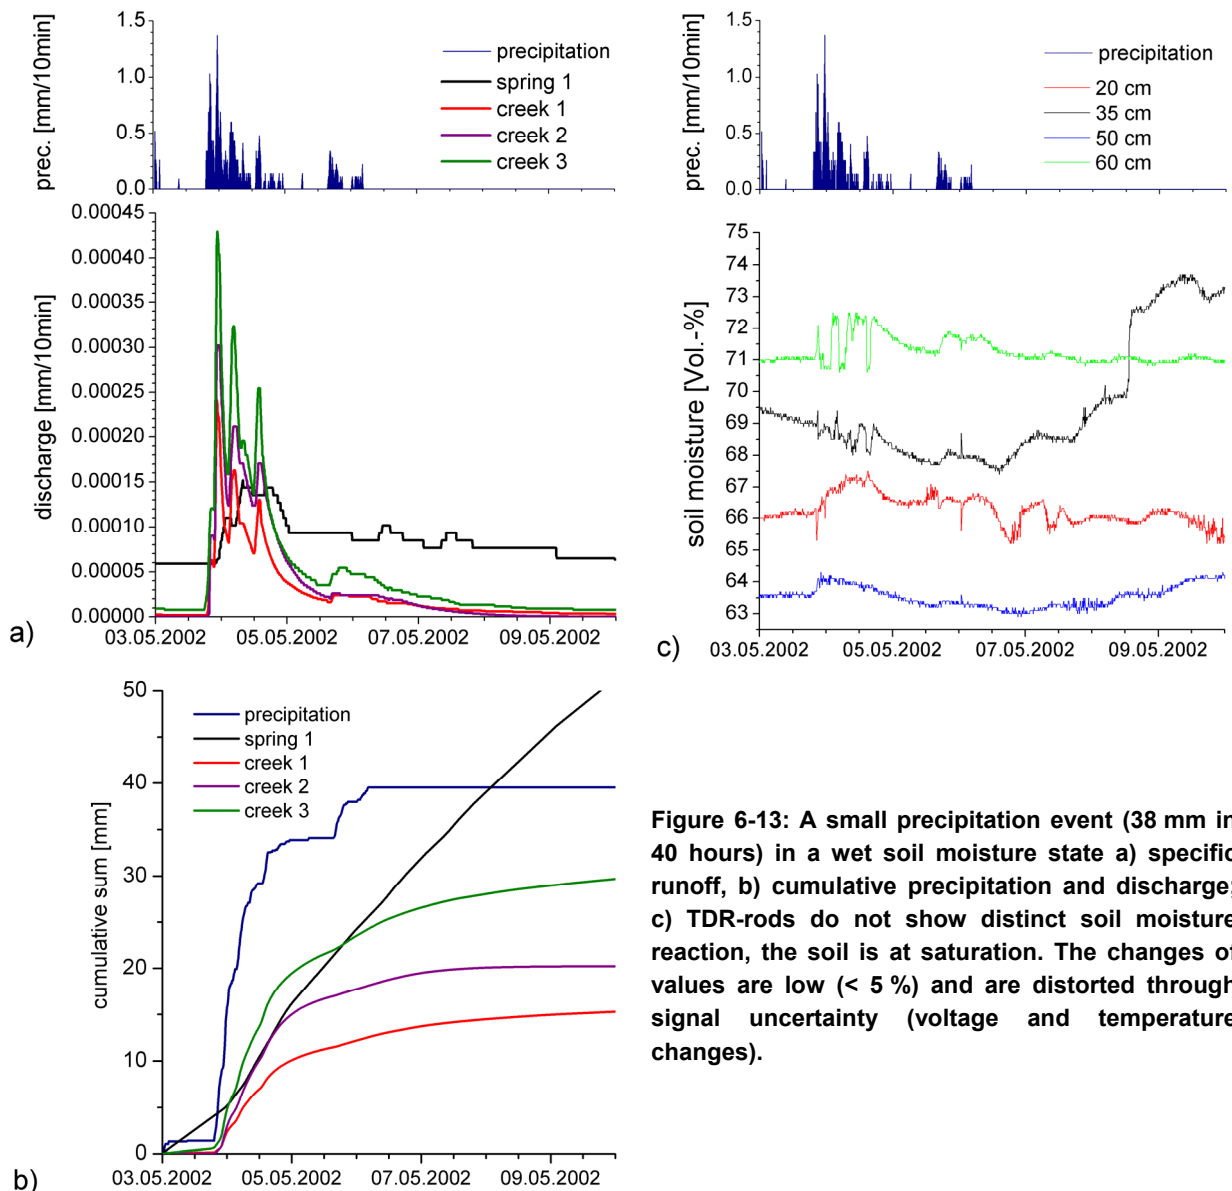 1.5
1.0
0.5
0.0
prec. [mm/10min]
precipitation
spring 1
creek 1
creek 2
creek 3
0.00045
0.00040
0.00035
0.00030
0.00025
0.00020
0.00015
0.00010
0.00005
0.00000
discharge [mm/10min]
03.05.2002 05.05.2002 07.05.2002 09.05.2002
a)
1.5
1.0
0.5
0.0
prec. [mm/10min]
precipitation
20 cm
35 cm
50 cm
60 cm
75
74
73
72
71
70
69
68
67
66
65
64
63
soil moisture [Vol.-%]
03.05.2002 05.05.2002 07.05.2002 09.05.2002
c)
50
40
30
20
10
0
cumulative sum [mm]
precipitation
spring 1
creek 1
creek 2
creek 3
03.05.2002 05.05.2002 07.05.2002 09.05.2002
b)
Figure 6-13: A small precipitation event (38 mm in
40 hours) in a wet soil moisture state a) specific
runoff, b) cumulative precipitation and discharge;
c) TDR-rods do not show distinct soil moisture
reaction, the soil is at saturation. The changes of
values are low (< 5 %) and are distorted through
signal uncertainty (voltage and temperature
changes).